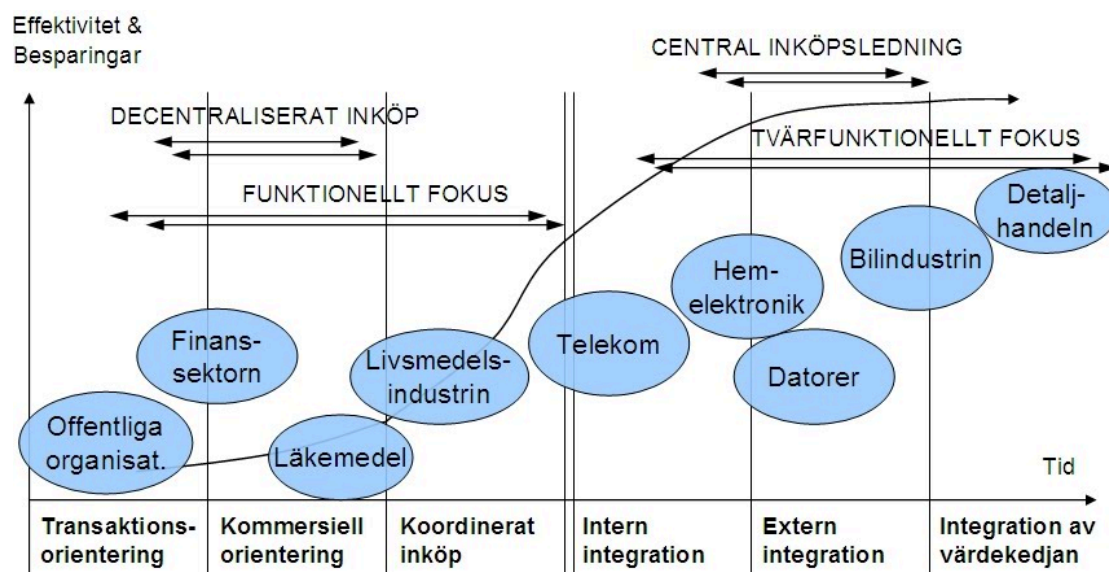 Effektivitet &
Besparingar
CENTRAL INKÖPSLEDNING
DECENTRALISERAT INKÖP
TVÄRFUNKTIONELLT FOKUS
FUNKTIONELLT FOKUS
Detalj-
handeln
Bilindustrin
Hem-
elektronik
Finans-
sektorn
Telekom
Livsmedels-
industrin
Datorer
Offentliga
organisat.
Läkemedel
Tid
Transaktions-
orientering
Kommersiell
orientering
Koordinerat
inköp
Intern
integration
Extern
integration
Integration av
värdekedjan